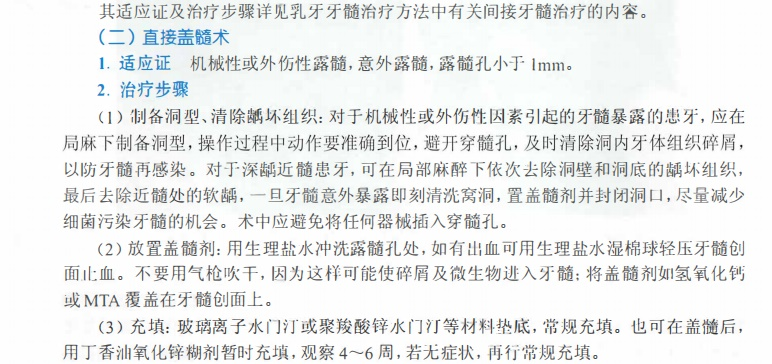 其适应证及治疗步骤详见乳牙牙髓治疗方法中有关间接牙髓治疗的内容。
（二）直接盖髓术
1. 适应证 机械性或外伤性露髓，意外露髓，露髓孔小于 1mm。
2. 治疗步骤
（1）制备洞型、清除龋坏组织：对于机械性或外伤性因素引起的牙髓暴露的患牙，应在
局麻下制备洞型，操作过程中动作要准确到位，避开穿髓孔，及时清除洞内牙体组织碎屑，
以防牙髓再感染。对于深龋近髓患牙，可在局部麻醉下依次去除洞壁和洞底的龋坏组织，
最后去除近髓处的软龋，一旦牙髓意外暴露即刻清洗窝洞，置盖髓剂并封闭洞口，尽量减少
细菌污染牙髓的机会。术中应避免将任何器械插入穿髓孔。
（2）放置盖髓剂：用生理盐水冲洗露髓孔处，如有出血可用生理盐水湿棉球轻压牙髓创
面止血。不要用气枪吹干，因为这样可能使碎屑及微生物进入牙髓；将盖髓剂如氢氧化钙
或 MTA 覆盖在牙髓创面上。
（3）充填：玻璃离子水门汀或聚羧酸锌水门汀等材料垫底，常规充填。也可在盖髓后，
用丁香油氧化锌糊剂暂时充填，观察 4～6 周，若无症状，再行常规充填。